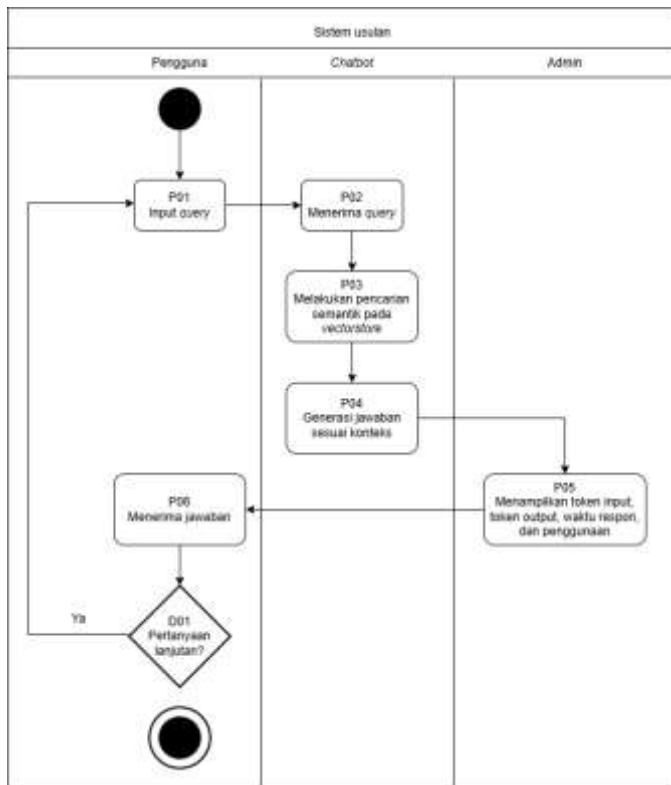 Sistem usulan
Pengguna
Chatbot
Admin
P01
Input query
P02
Menerima query
P03
Melakukan pencarian
semantik pada
vectorstore
P04
Generasi jawaban
sesuai konteks
P05
Menampilkan token input,
token output, waktu respon,
dan penggunaan
P06
Menerima jawaban
Ya
D01
Pertanyaan
lanjutan?